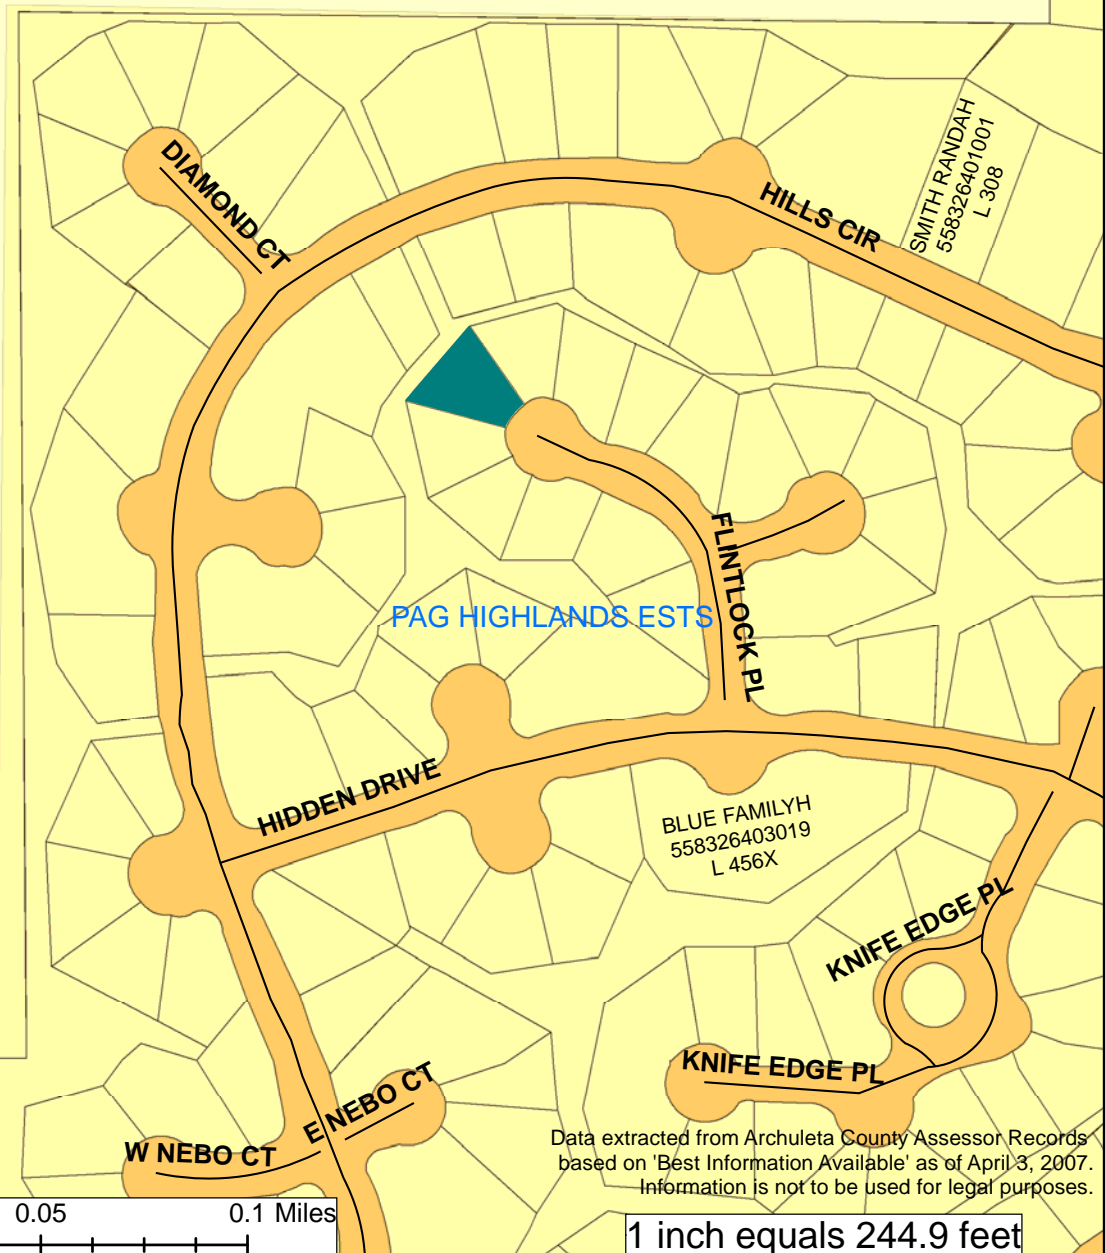 DIAMOND CT
HILLS CIR
SMITH RANDAH
558326401001
L 308
FLINTLOCK PL
PAG HIGHLANDS ESTS
HIDDEN DRIVE
BLUE FAMILYH
558326403019
L 456X
KNIFE EDGE PL
KNIFE EDGE PL
E NEBO CT
W NEBO CT
Data extracted from Archuleta County Assessor Records
based on 'Best Information Available' as of April 3, 2007.
Information is not to be used for legal purposes.
0.05 0.1 Miles
1 inch equals 244.9 feet